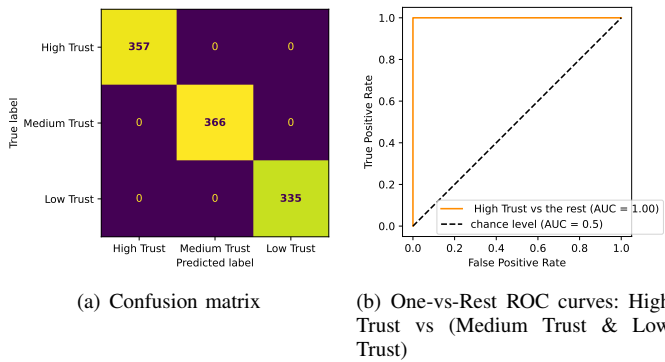 High Trust
357 0 0
Medium Trust
0 366 0
Low Trust
0 0 335
True label
High Trust Medium Trust Low Trust
Predicted label
(a) Confusion matrix
1.0
0.8
0.6
0.4
0.2
0.0
True Positive Rate
High Trust vs the rest (AUC = 1.00)
chance level (AUC = 0.5)
0.0 0.2 0.4 0.6 0.8 1.0
False Positive Rate
(b) One-vs-Rest ROC curves: High
Trust vs (Medium Trust & Low
Trust)